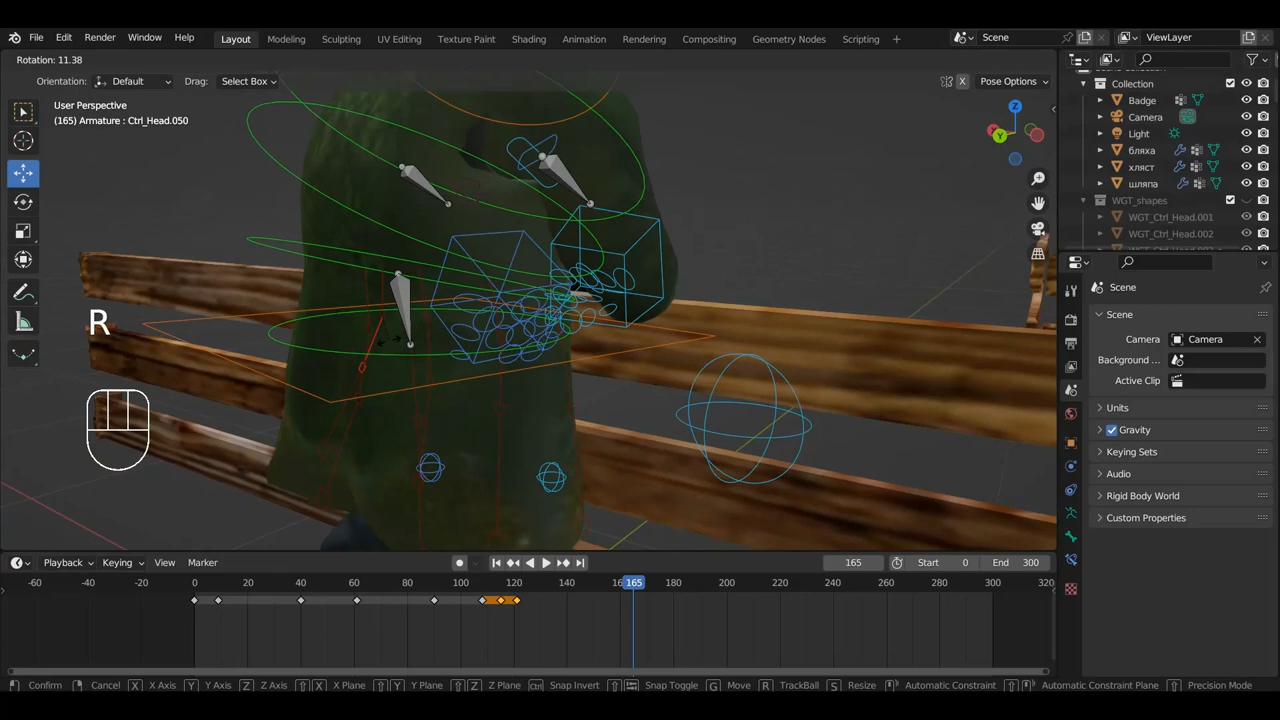 File Edit Render Window Help Layout Modeling Sculpting UV Editing Texture Paint Shading Animation Rendering Compositing Geometry Nodes Scripting + Scene ViewLayer
Rotation: 11.38
Orientation: Default Drag: Select Box X Pose Options
User Perspective
(165) Armature : Ctrl_Head.050
Z
Y
Collection
Badge
Camera
Light
бляха
хляст
шляпа
WGT_shapes
WGT_Ctrl_Head.001
WGT_Ctrl_Head.002
Scene
Scene
Camera Camera
Background ...
Active Clip
Units
Gravity
Keying Sets
Audio
Rigid Body World
Custom Properties
R
Playback Keying View Marker 165 Start 0 End 300
-60 -40 -20 0 20 40 60 80 100 120 140 165 180 200 220 240 260 280 300 320
Confirm Cancel X X Axis Y Y Axis Z Z Axis X X Plane Y Y Plane Z Z Plane Ctrl Snap Invert Snap Toggle G Move R TrackBall S Resize Automatic Constraint Automatic Constraint Plane Precision Mode